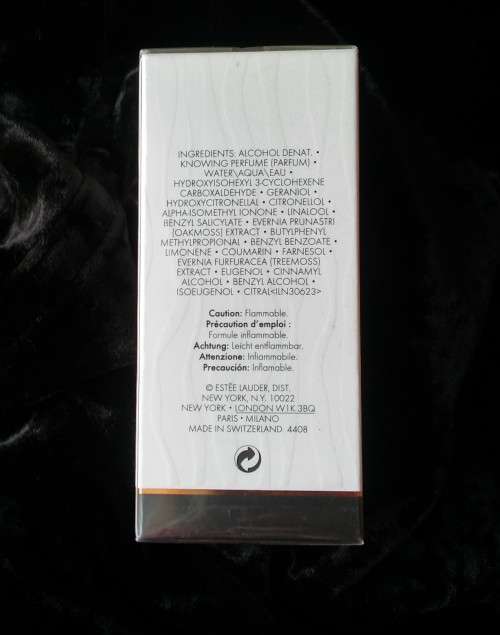 INGREDIENTS: ALCOHOL DENAT. •
KNOWING PERFUME (PARFUM) •
WATER\AQUA\EAU •
HYDROXYISOHEXYL 3-CYCLOHEXENE
CARBOXALDEHYDE • GERANIOL •
HYDROXYCITRONELLAL • CITRONELLOL •
ALPHA-ISOMETHYL IONONE • LINALOOL •
BENZYL SALICYLATE • EVERNIA PRUNASTRI
(OAKMOSS) EXTRACT • BUTYLPHENYL
METHYLPROPIONAL • BENZYL BENZOATE •
LIMONENE • COUMARIN • FARNESOL •
EVERNIA FURFURACEA (TREEMOSS)
EXTRACT • EUGENOL • CINNAMYL
ALCOHOL • BENZYL ALCOHOL •
ISOEUGENOL • CITRAL<ILN30623>
Caution: Flammable.
Précaution d'emploi :
Formule inflammable.
Achtung: Leicht entflammbar.
Attenzione: Infiammabile.
Precaución: Inflamable.
© ESTÉE LAUDER, DIST.
NEW YORK, N.Y. 10022
NEW YORK • LONDON W1K 3BQ
PARIS • MILANO
MADE IN SWITZERLAND 4408